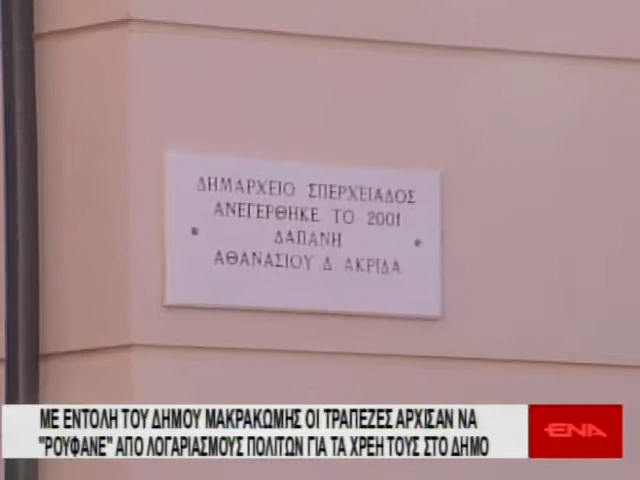 ΔΗΜΑΡΧΕΙΟ ΣΠΕΡΧΕΙΑΔΟΣ
ΑΝΕΓΕΡΘΗΚΕ ΤΟ 2001
ΔΑΠΑΝΗ
ΑΘΑΝΑΣΙΟΥ Δ ΑΚΡΙΔΑ
ΜΕ ΕΝΤΟΛΗ ΤΟΥ ΔΗΜΟΥ ΜΑΚΡΑΚΩΜΗΣ ΟΙ ΤΡΑΠΕΖΕΣ ΑΡΧΙΣΑΝ ΝΑ
"ΡΟΥΦΑΝΕ" ΑΠΟ ΛΟΓΑΡΙΑΣΜΟΥΣ ΠΟΛΙΤΩΝ ΓΙΑ ΤΑ ΧΡΕΗ ΤΟΥΣ ΣΤΟ ΔΗΜΟ
ΕΝΑ